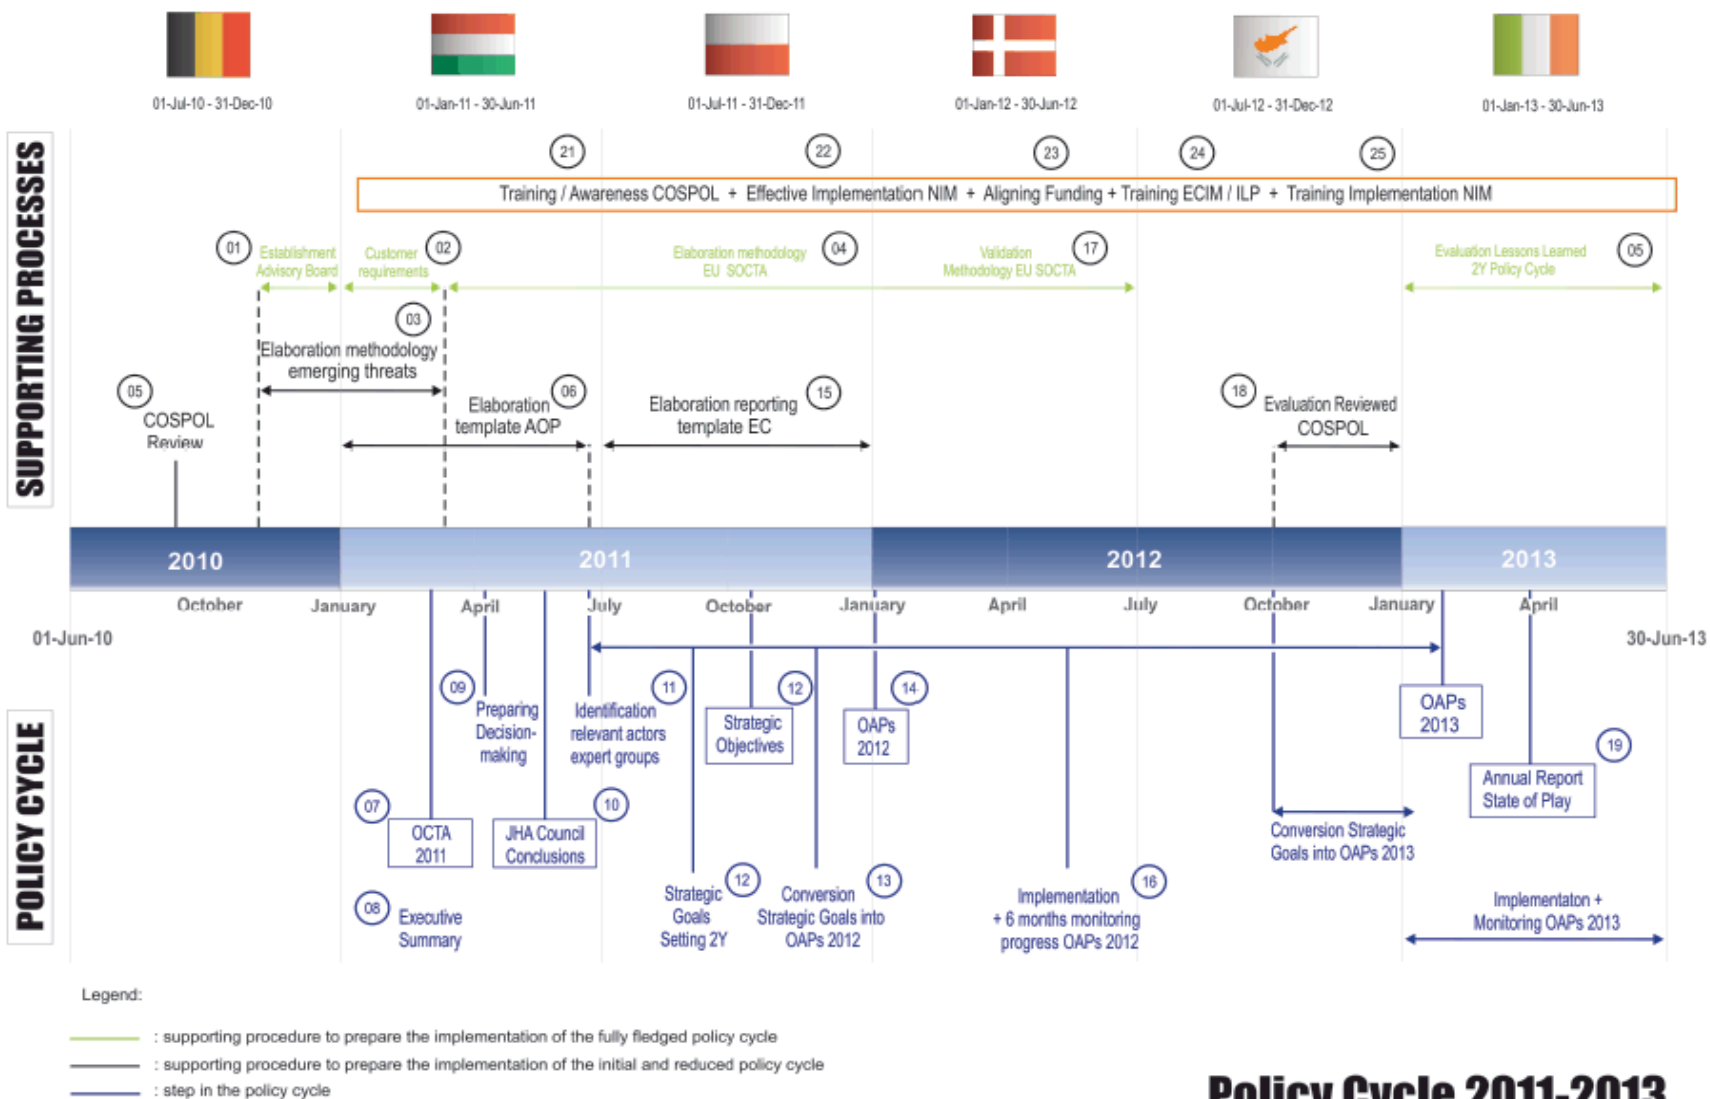 01-Jul-10 - 31-Dec-10
01-Jan-11 - 30-Jun-11
01-Jul-11 - 31-Dec-11
01-Jan-12 - 30-Jun-12
01-Jul-12 - 31-Dec-12
01-Jan-13 - 30-Jun-13
SUPPORTING PROCESSES
21
22
23
24
25
Training / Awareness COSPOL + Effective Implementation NIM + Aligning Funding + Training ECIM / ILP + Training Implementation NIM
01
Establishment
Advisory Board
Customer
requirements
02
Elaboration methodology
EU SOCTA
04
Validation
Methodology EU SOCTA
17
Evaluation Lessons Learned
2Y Policy Cycle
05
03
Elaboration methodology
emerging threats
05
COSPOL
Review
Elaboration
template AOP
06
Elaboration reporting
template EC
15
18
Evaluation Reviewed
COSPOL
2010
2011
2012
2013
October
January
April
July
October
January
April
July
October
January
April
01-Jun-10
30-Jun-13
POLICY CYCLE
09
Preparing
Decision-
making
Identification
relevant actors
expert groups
11
Strategic
Objectives
12
OAPs
2012
14
OAPs
2013
19
Annual Report
State of Play
07
OCTA
2011
JHA Council
Conclusions
10
Conversion Strategic
Goals into OAPs 2013
08
Executive
Summary
Strategic
Goals
Setting 2Y
12
Conversion
Strategic Goals into
OAPs 2012
13
Implementation
+ 6 months monitoring
progress OAPs 2012
16
Implementaton +
Monitoring OAPs 2013
Legend:
: supporting procedure to prepare the implementation of the fully fledged policy cycle
: supporting procedure to prepare the implementation of the initial and reduced policy cycle
: step in the policy cycle
Policy Cycle 2011-2013